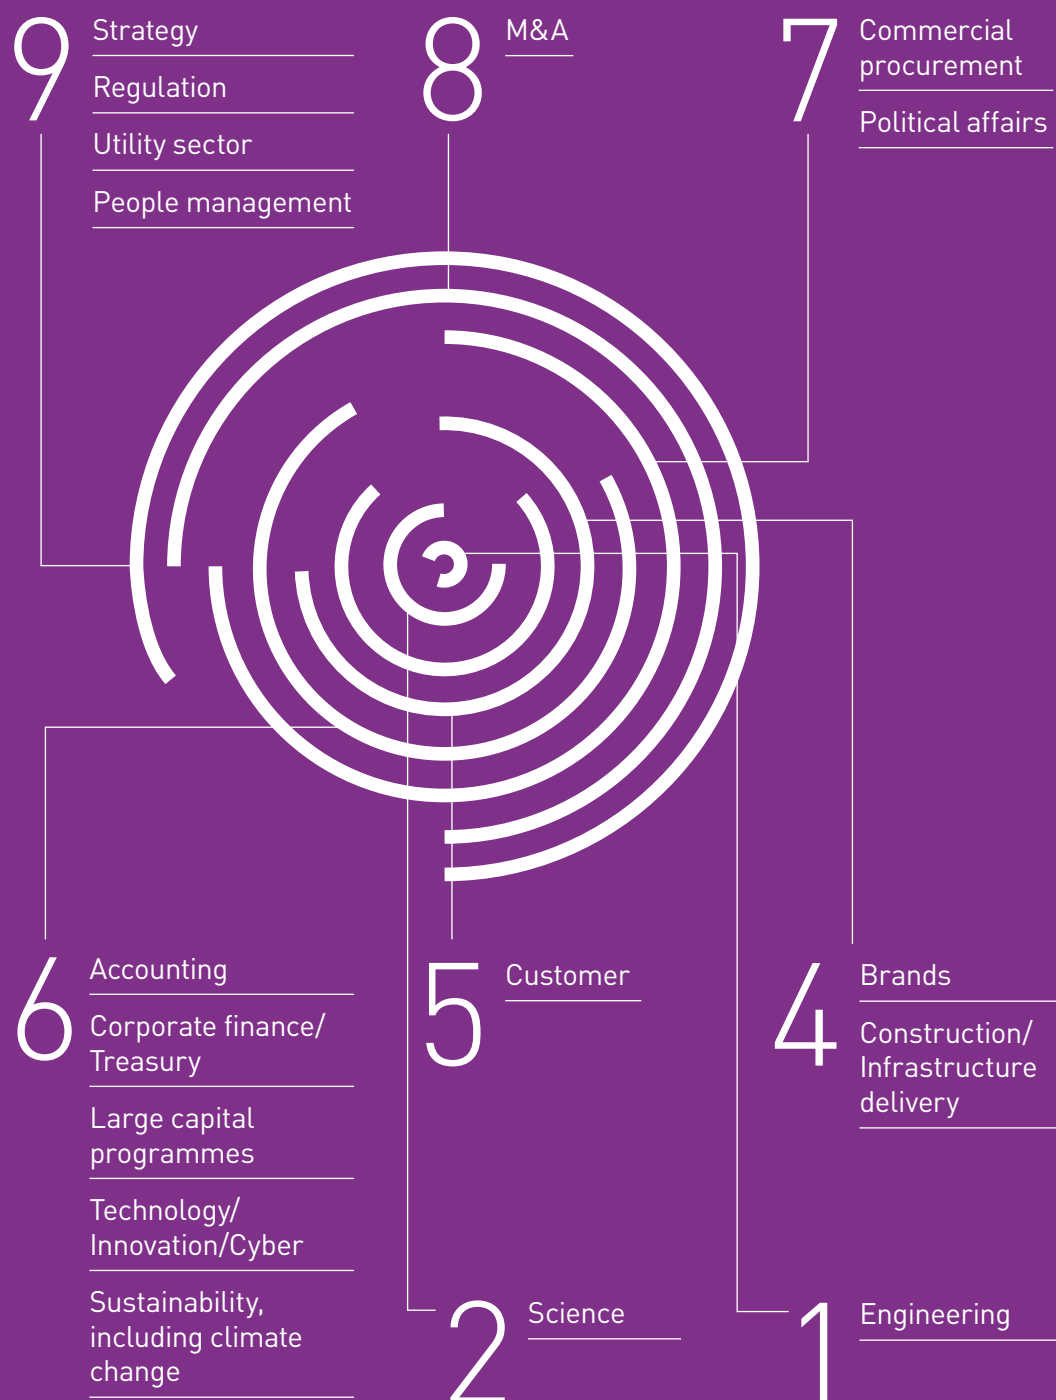 9
Strategy
Regulation
Utility sector
People management
8
M&A
7
Commercial
procurement
Political affairs
6
Accounting
Corporate finance/
Treasury
Large capital
programmes
Technology/
Innovation/Cyber
Sustainability,
including climate
change
5
Customer
4
Brands
Construction/
Infrastructure
delivery
2
Science
1
Engineering